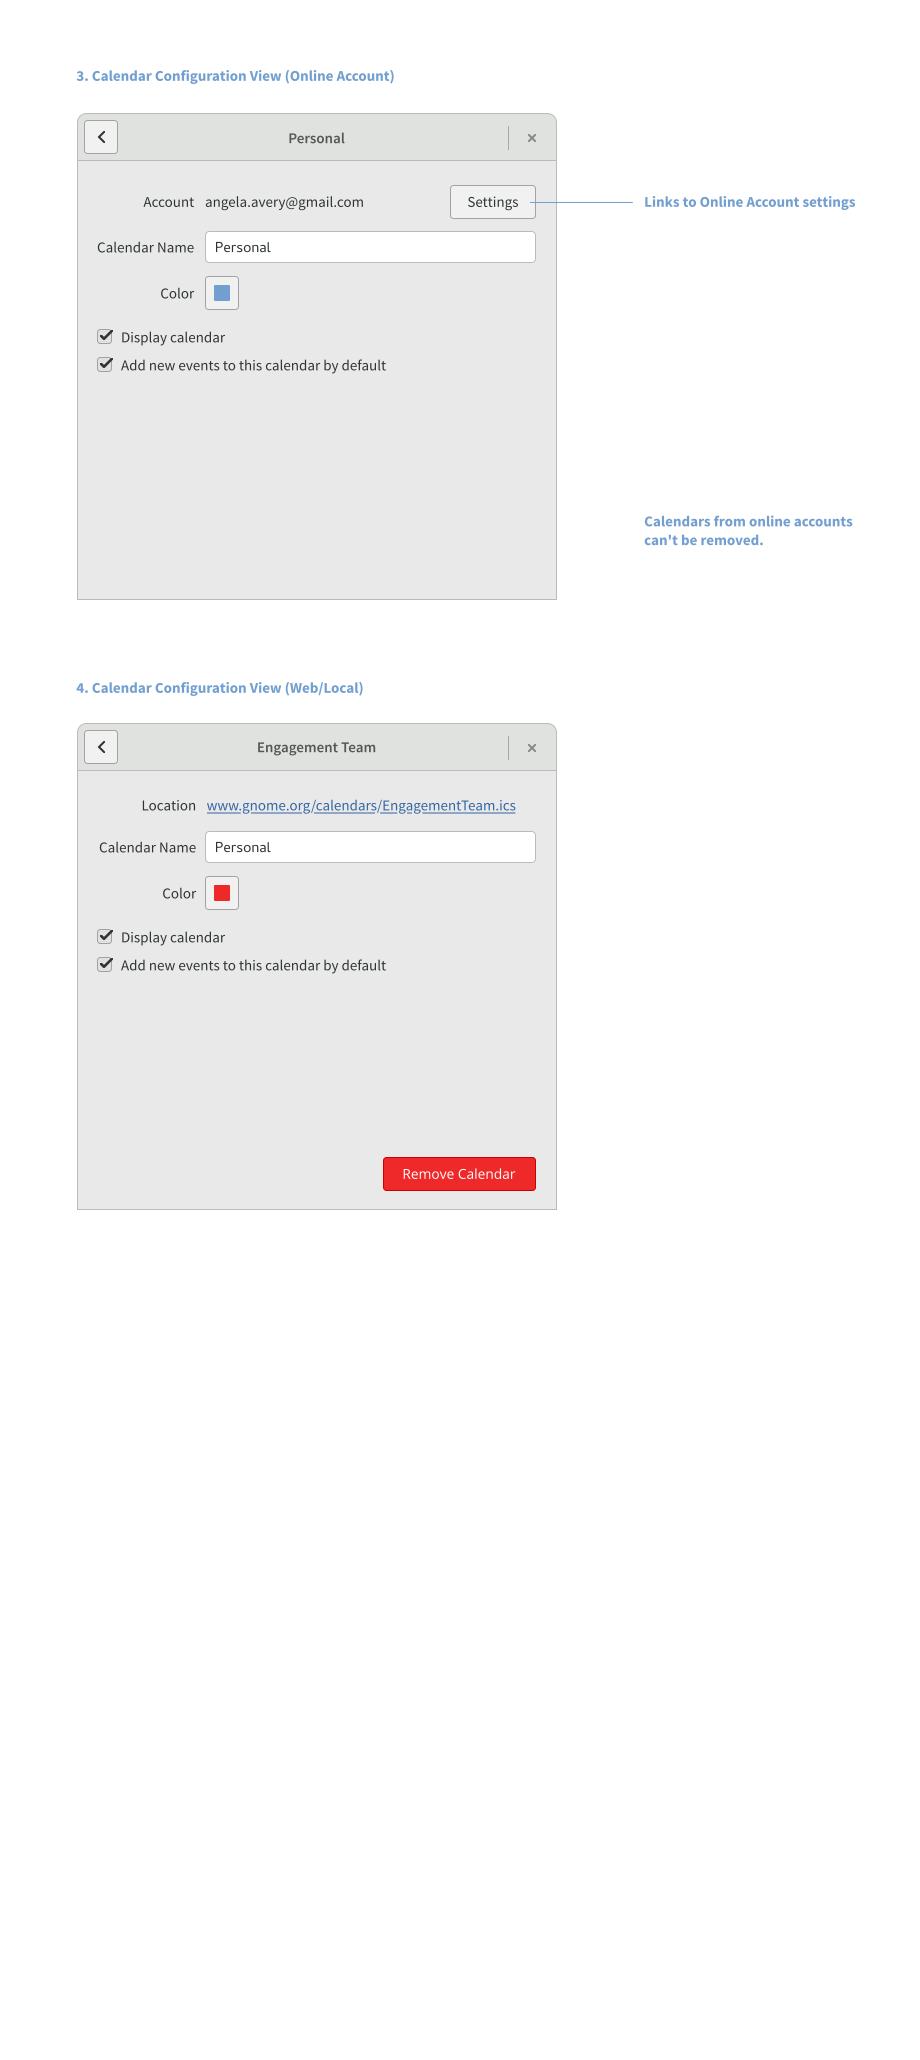 3. Calendar Configuration View (Online Account)
Personal
Account angela.avery@gmail.com Settings
Links to Online Account settings
Calendar Name Personal
Color
Display calendar
Add new events to this calendar by default
Calendars from online accounts
can't be removed.
4. Calendar Configuration View (Web/Local)
Engagement Team
Location www.gnome.org/calendars/EngagementTeam.ics
Calendar Name Personal
Color
Display calendar
Add new events to this calendar by default
Remove Calendar